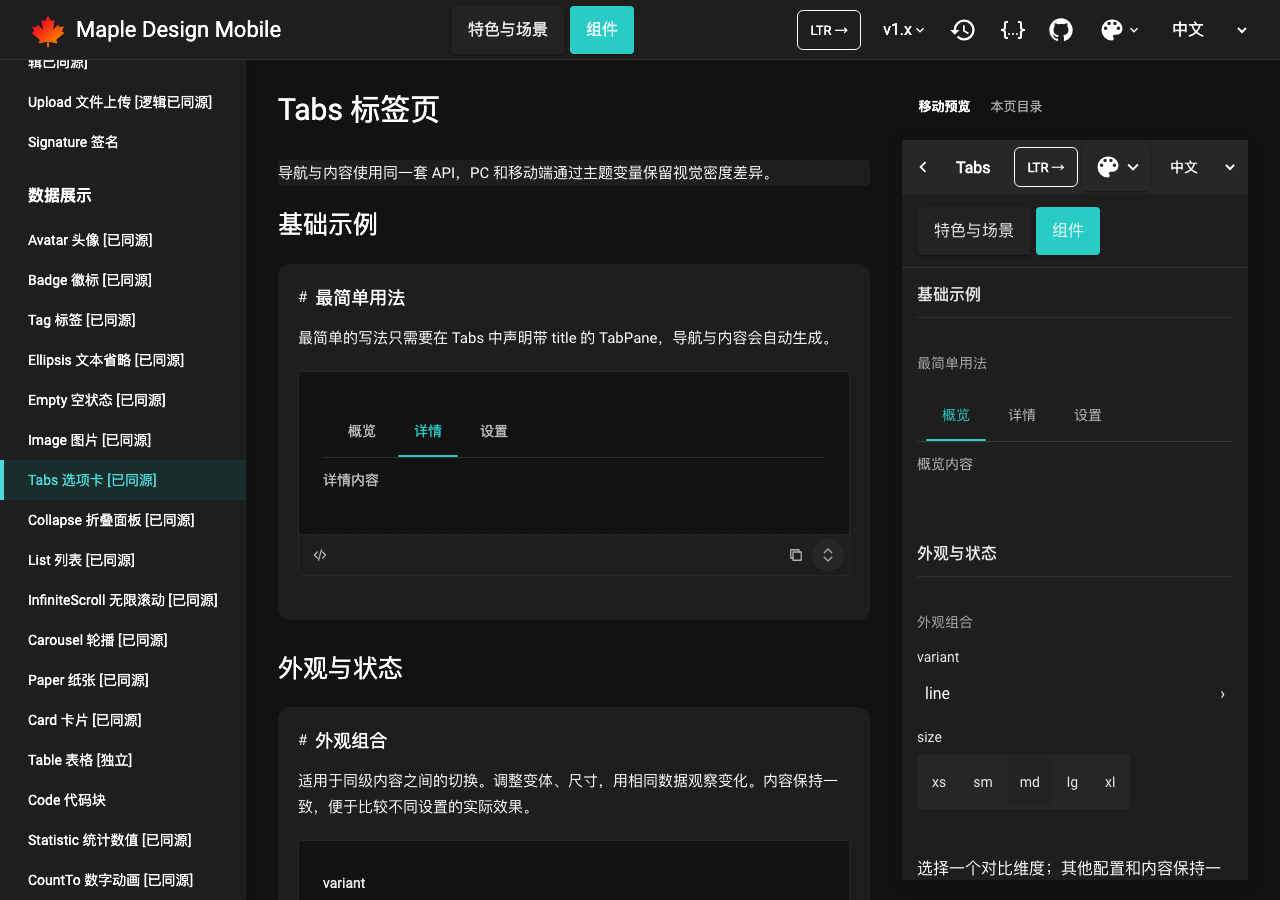 Maple Design Mobile
特色与场景
组件
LTR→
v1.x
{...}
中文
辑已同源]
Upload 文件上传 [逻辑已同源]
Signature 签名
数据展示
Avatar 头像 [已同源]
Badge 徽标 [已同源]
Tag 标签 [已同源]
Ellipsis 文本省略 [已同源]
Empty 空状态 [已同源]
Image 图片 [已同源]
Tabs 选项卡 [已同源]
Collapse 折叠面板 [已同源]
List 列表 [已同源]
InfiniteScroll 无限滚动 [已同源]
Carousel 轮播 [已同源]
Paper 纸张 [已同源]
Card 卡片 [已同源]
Table 表格 [独立]
Code 代码块
Statistic 统计数值 [已同源]
CountTo 数字动画 [已同源]
Tabs 标签页
导航与内容使用同一套 API，PC 和移动端通过主题变量保留视觉密度差异。
基础示例
# 最简单用法
最简单的写法只需要在 Tabs 中声明带 title 的 TabPane，导航与内容会自动生成。
概览
详情
设置
详情内容
外观与状态
# 外观组合
适用于同级内容之间的切换。调整变体、尺寸，用相同数据观察变化。内容保持一
致，便于比较不同设置的实际效果。
variant
移动预览
本页目录
Tabs
LTR→
中文
特色与场景
组件
基础示例
最简单用法
概览
详情
设置
概览内容
外观与状态
外观组合
variant
line
size
xs
sm
md
lg
xl
选择一个对比维度；其他配置和内容保持一